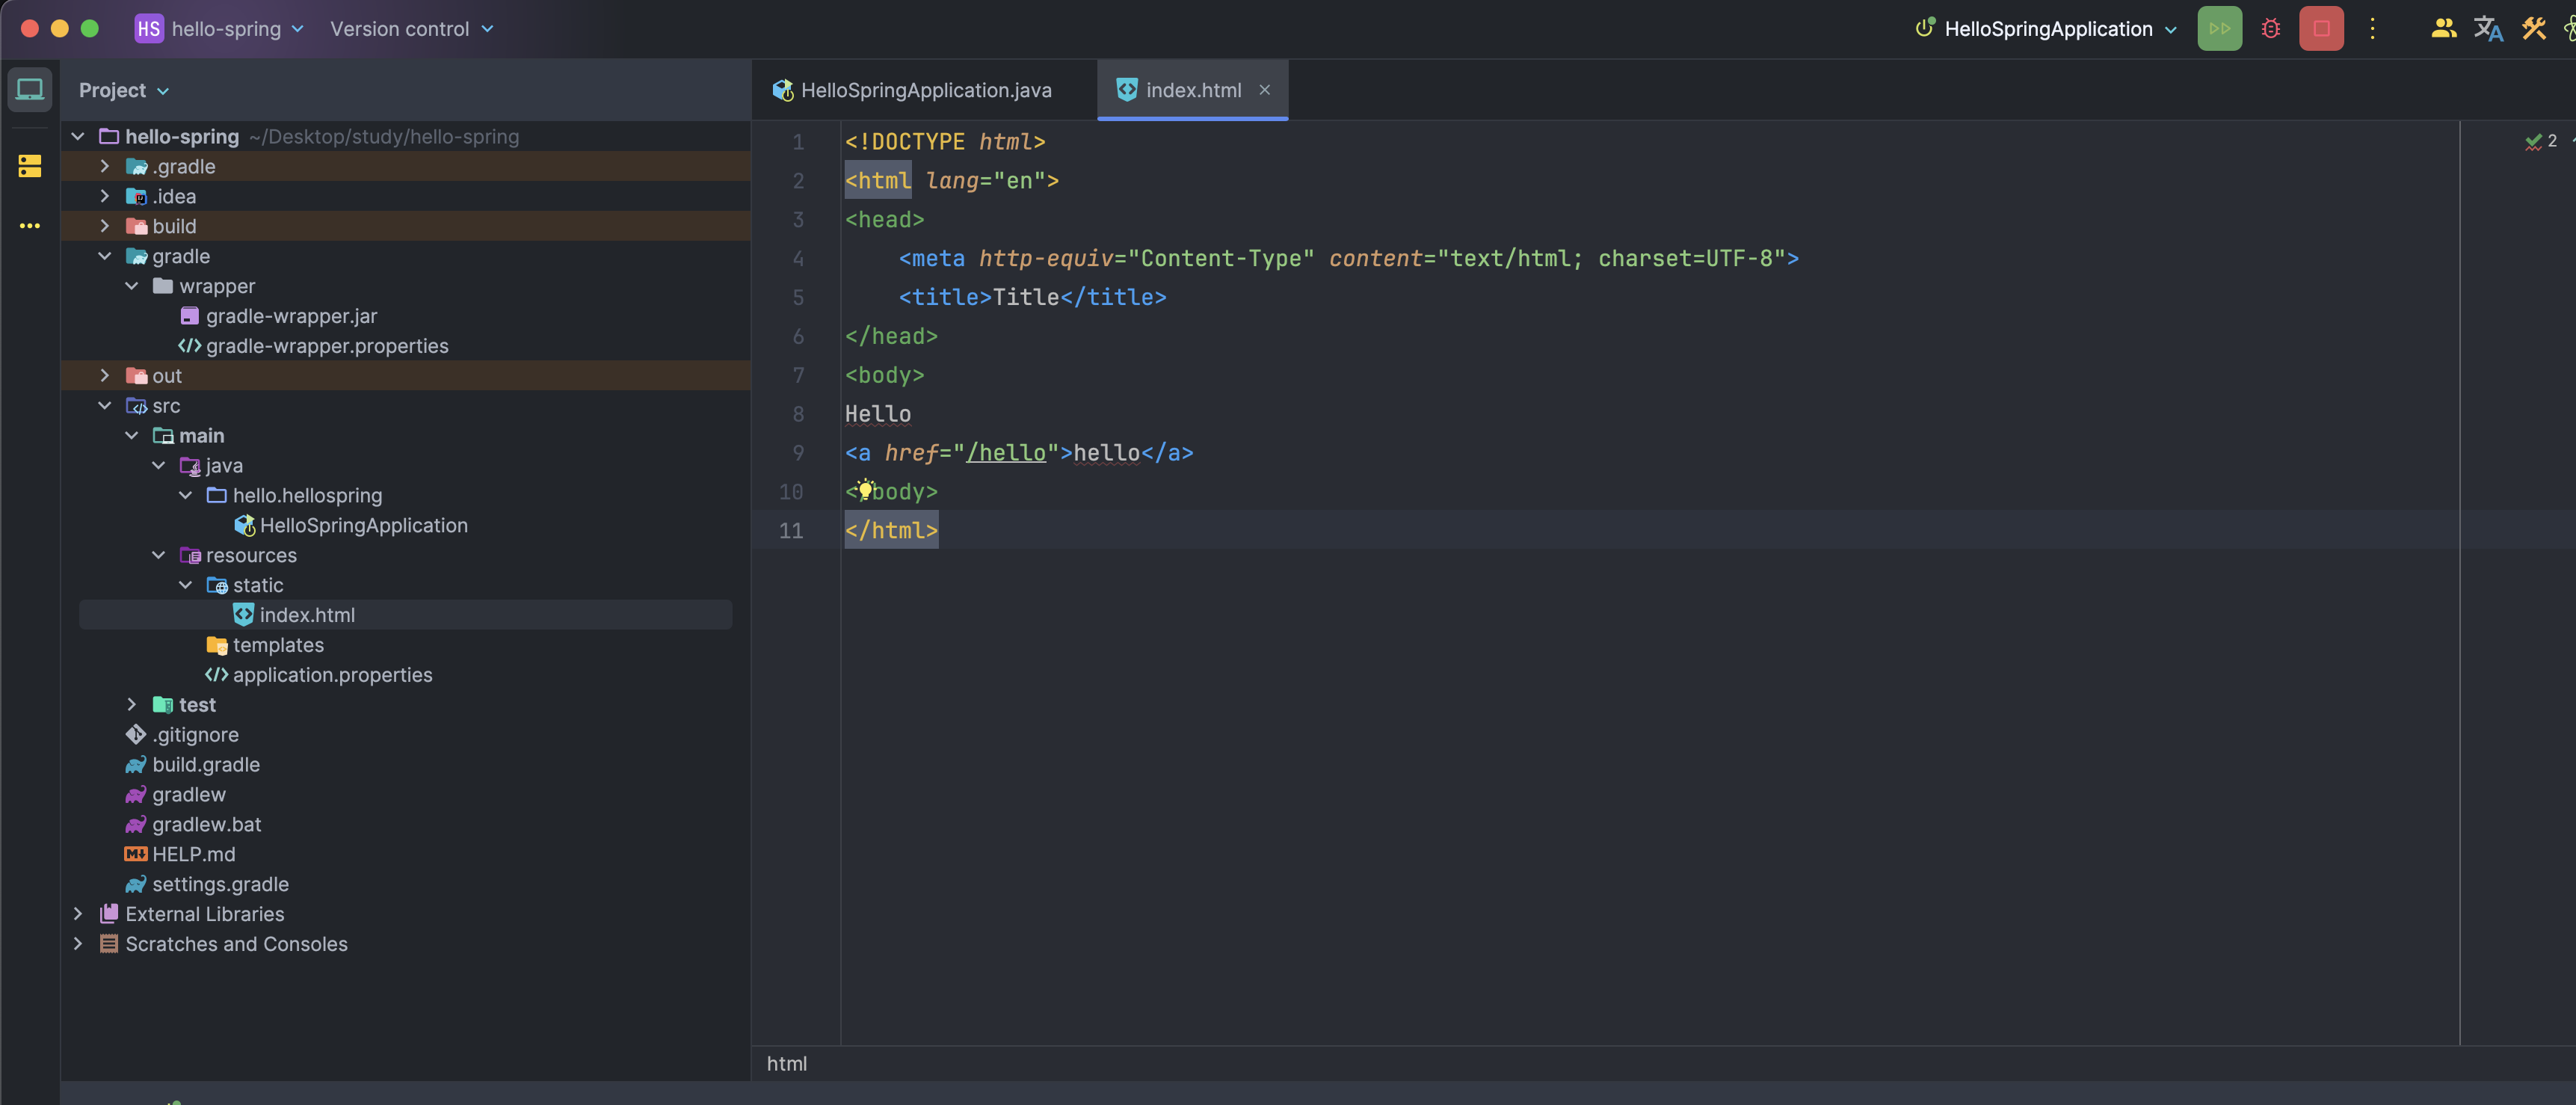 HS hello-spring Version control HelloSpringApplication
Project
HelloSpringApplication.java index.html
hello-spring ~/Desktop/study/hello-spring
.gradle
.idea
build
gradle
wrapper
gradle-wrapper.jar
gradle-wrapper.properties
out
src
main
java
hello.hellospring
HelloSpringApplication
resources
static
index.html
templates
application.properties
test
.gitignore
build.gradle
gradlew
gradlew.bat
HELP.md
settings.gradle
External Libraries
Scratches and Consoles
1 <!DOCTYPE html>
2 <html lang="en">
3 <head>
4 <meta http-equiv="Content-Type" content="text/html; charset=UTF-8">
5 <title>Title</title>
6 </head>
7 <body>
8 Hello
9 <a href="/hello">hello</a>
10 </body>
11 </html>
2
html